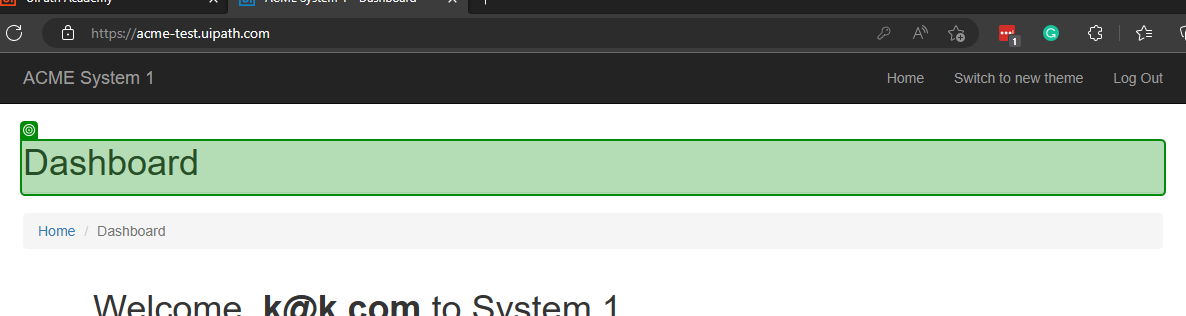 UiPath Academy
ACME System 1 - Dashboard
https://acme-test.uipath.com
1
ACME System 1
Home
Switch to new theme
Log Out
Dashboard
Home / Dashboard
Welcome, k@k.com to System 1